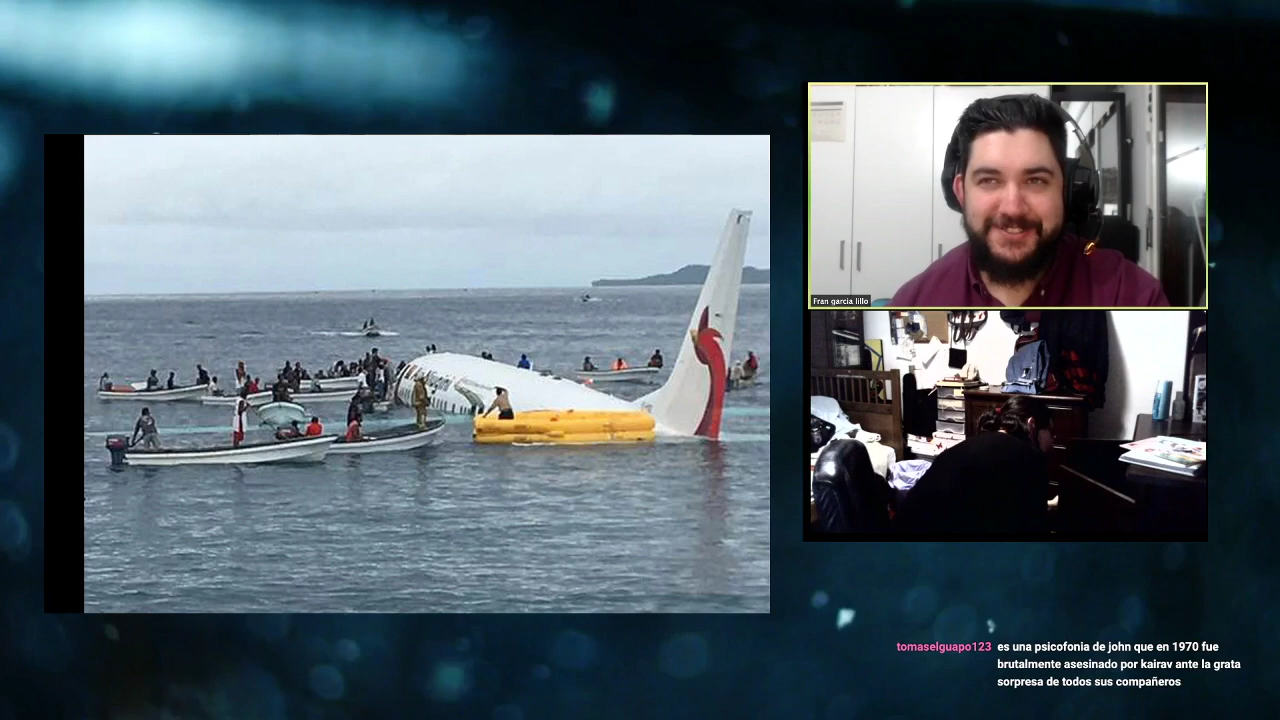 Fran garcia lillo
tomaselguapo123 es una psicofonia de john que en 1970 fue
brutalmente asesinado por kairav ante la grata
sorpresa de todos sus compañeros